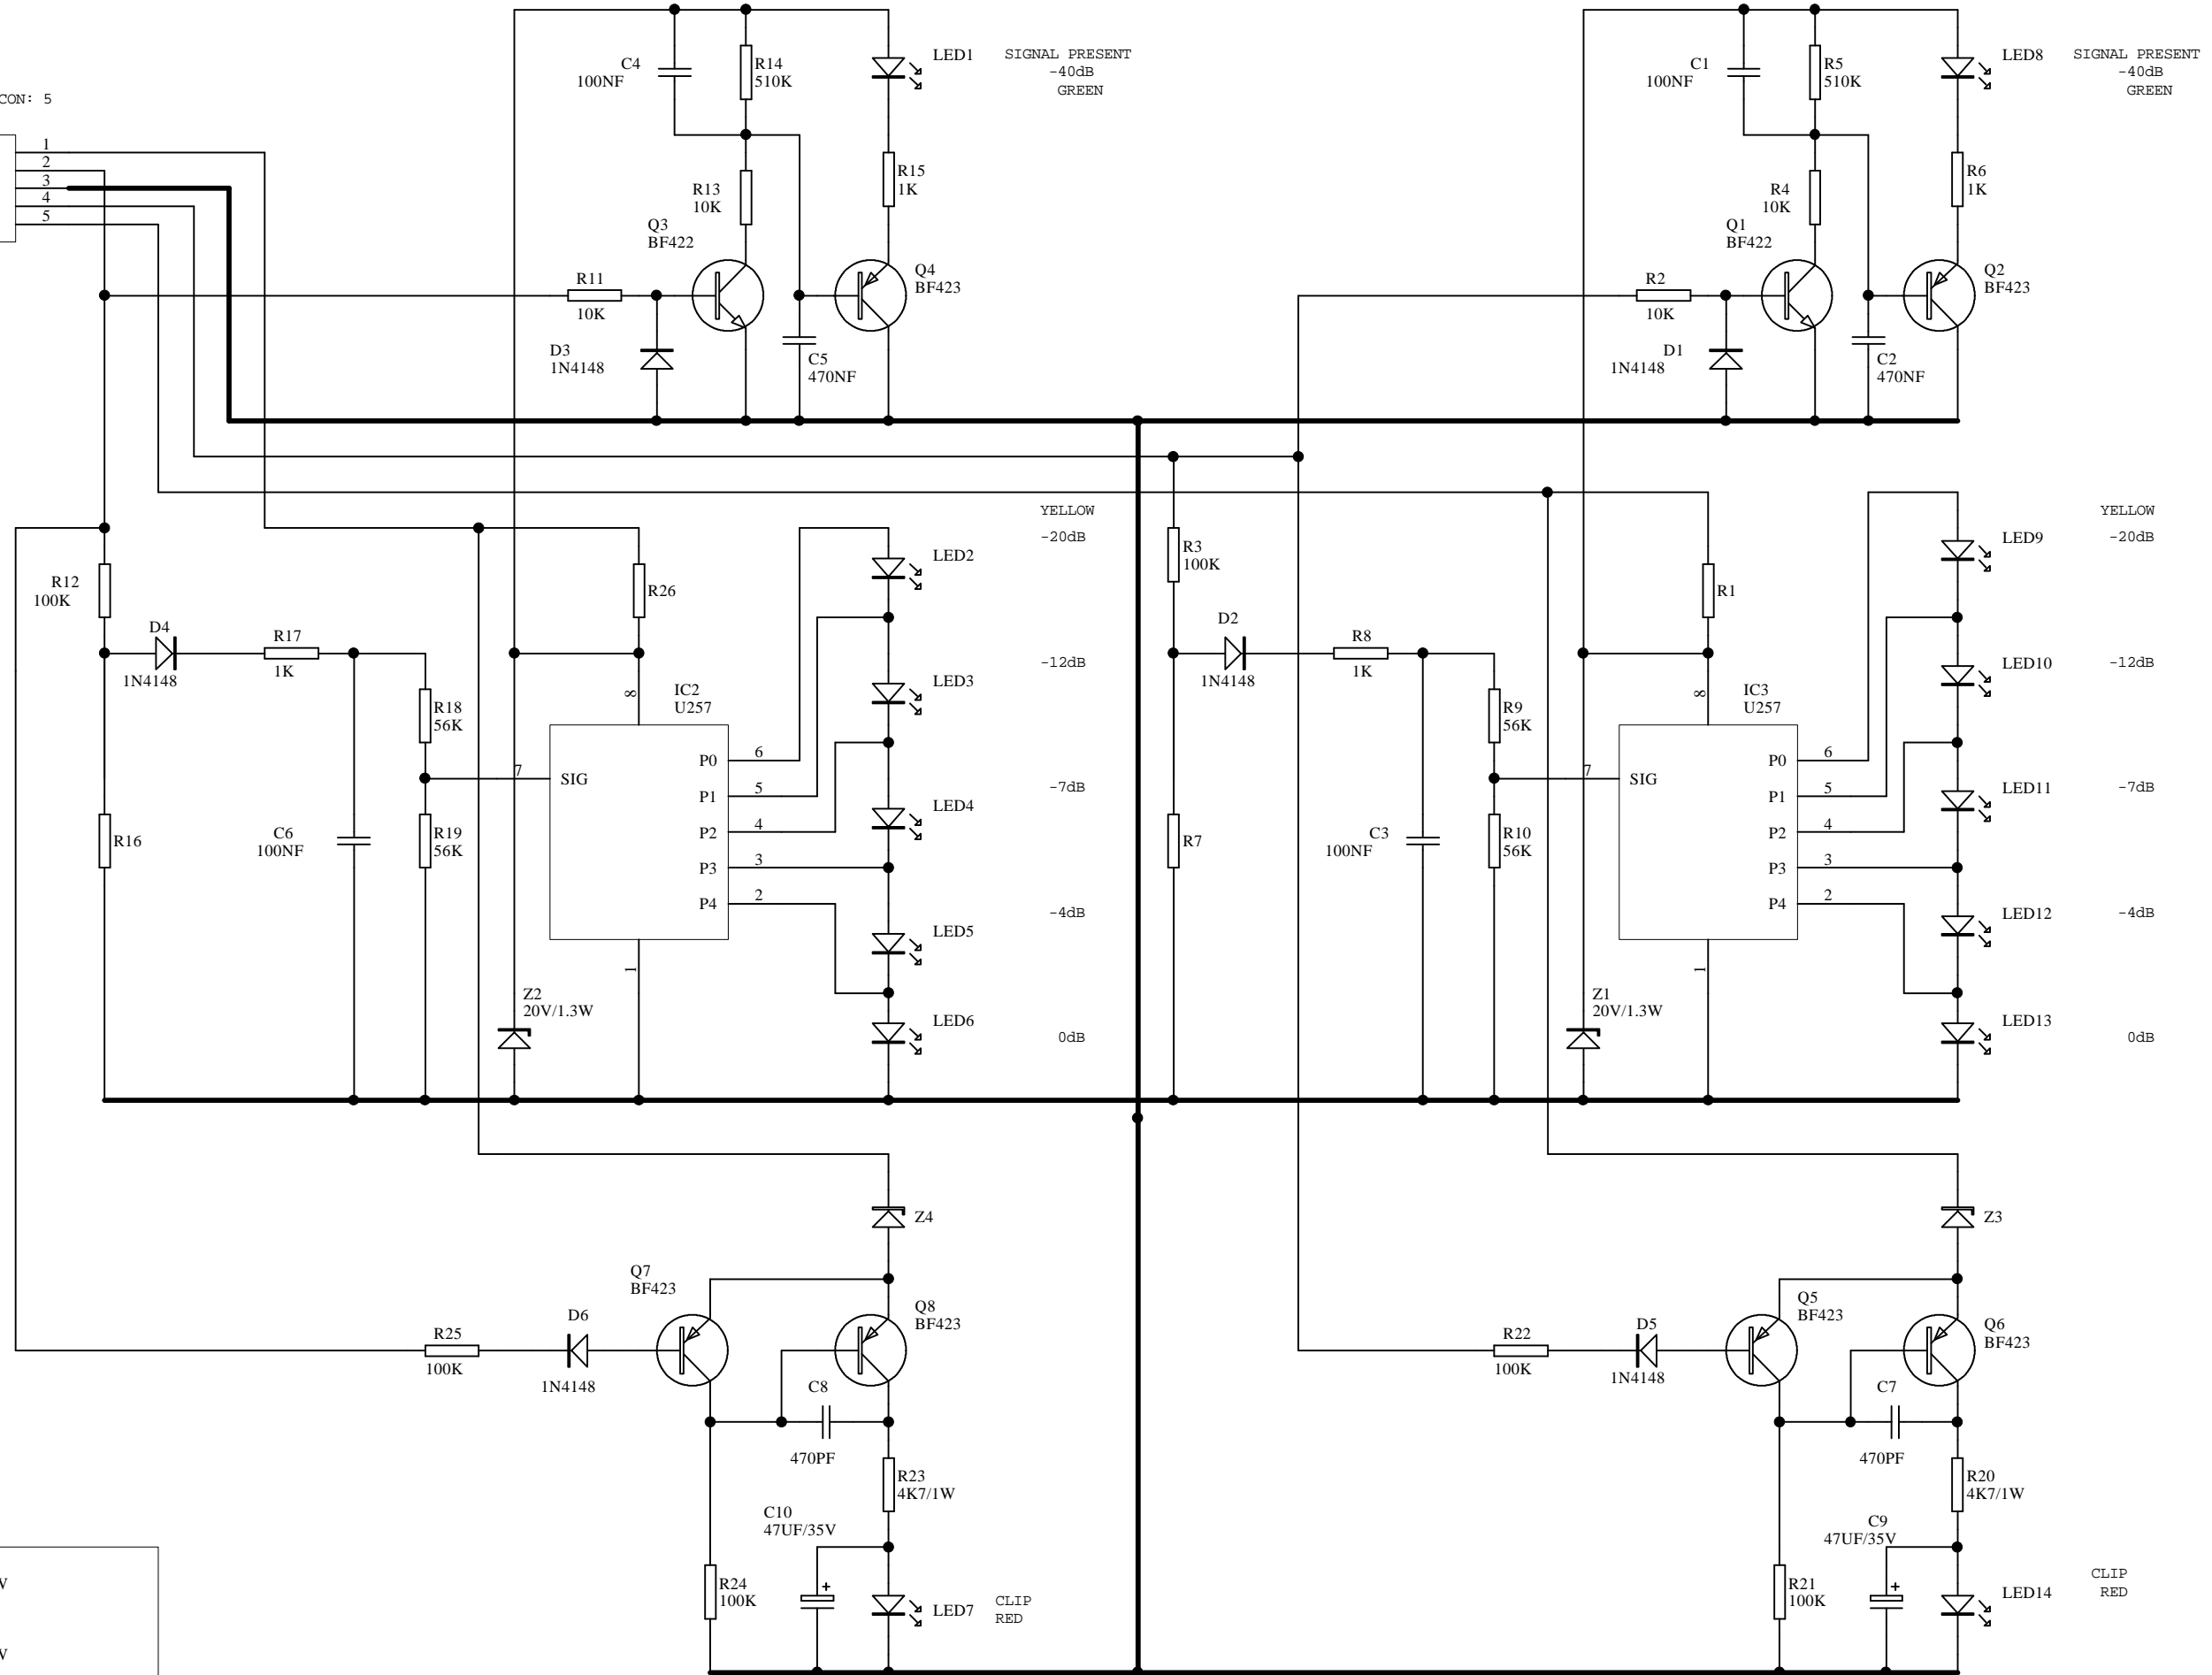 CON: 5
1
2
3
4
5
C4
100NF
R14
510K
LED1
SIGNAL PRESENT
-40dB
GREEN
R13
10K
R15
1K
Q3
BF422
R11
10K
Q4
BF423
D3
1N4148
C5
470NF
C1
100NF
R5
510K
LED8
SIGNAL PRESENT
-40dB
GREEN
R4
10K
R6
1K
Q1
BF422
R2
10K
Q2
BF423
D1
1N4148
C2
470NF
R12
100K
D4
1N4148
R17
1K
R18
56K
R16
C6
100NF
R19
56K
R26
8
IC2
U257
7
SIG
P0
6
P1
5
P2
4
P3
3
P4
2
1
Z2
20V/1.3W
YELLOW
LED2
-20dB
LED3
-12dB
LED4
-7dB
LED5
-4dB
LED6
0dB
R3
100K
D2
1N4148
R8
1K
R9
56K
R7
C3
100NF
R10
56K
R1
8
IC3
U257
7
SIG
P0
6
P1
5
P2
4
P3
3
P4
2
1
Z1
20V/1.3W
YELLOW
LED9
-20dB
LED10
-12dB
LED11
-7dB
LED12
-4dB
LED13
0dB
Z4
Q7
BF423
Q8
BF423
R25
100K
D6
1N4148
C8
470PF
R23
4K7/1W
C10
47UF/35V
+
R24
100K
LED7
CLIP
RED
Z3
Q5
BF423
Q6
BF423
R22
100K
D5
1N4148
C7
470PF
R20
4K7/1W
C9
47UF/35V
+
R21
100K
LED14
CLIP
RED